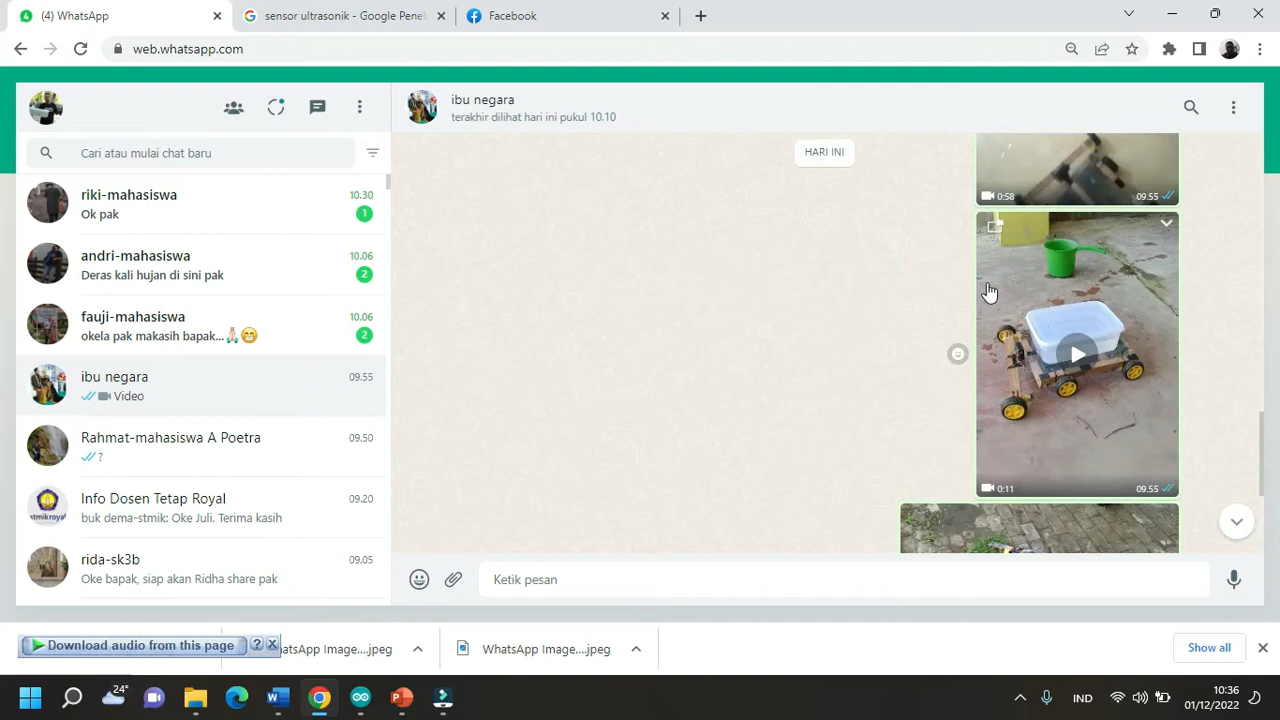 (4) WhatsApp
sensor ultrasonik - Google Penel
Facebook
web.whatsapp.com
ibu negara
terakhir dilihat hari ini pukul 10.10
Cari atau mulai chat baru
HARI INI
0:58
09.55
riki-mahasiswa
10.30
Ok pak
1
andri-mahasiswa
10.06
Deras kali hujan di sini pak
2
fauji-mahasiswa
10.06
okela pak makasih bapak...🙏🏻😁
2
ibu negara
09.55
Video
Rahmat-mahasiswa A Poetra
09.50
?
Info Dosen Tetap Royal
09.20
buk dema-stmik: Oke Juli. Terima kasih
rida-sk3b
09.05
Oke bapak, siap akan Ridha share pak
0:11
09.55
Ketik pesan
Download audio from this page
?
atsApp Image....jpeg
WhatsApp Image....jpeg
Show all
24°
IND
10:36
01/12/2022